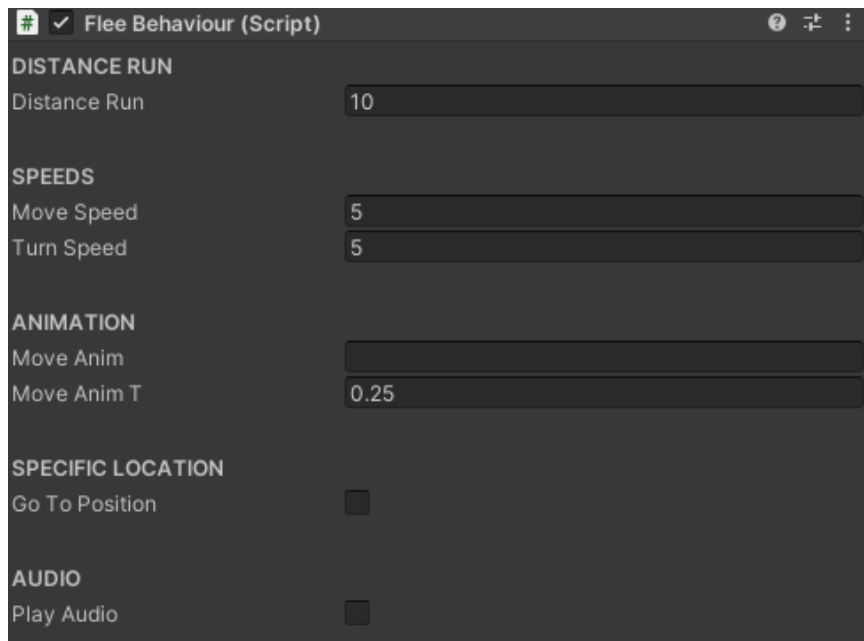 # Flee Behaviour (Script)
DISTANCE RUN
Distance Run 10
SPEEDS
Move Speed 5
Turn Speed 5
ANIMATION
Move Anim
Move Anim T 0.25
SPECIFIC LOCATION
Go To Position
AUDIO
Play Audio